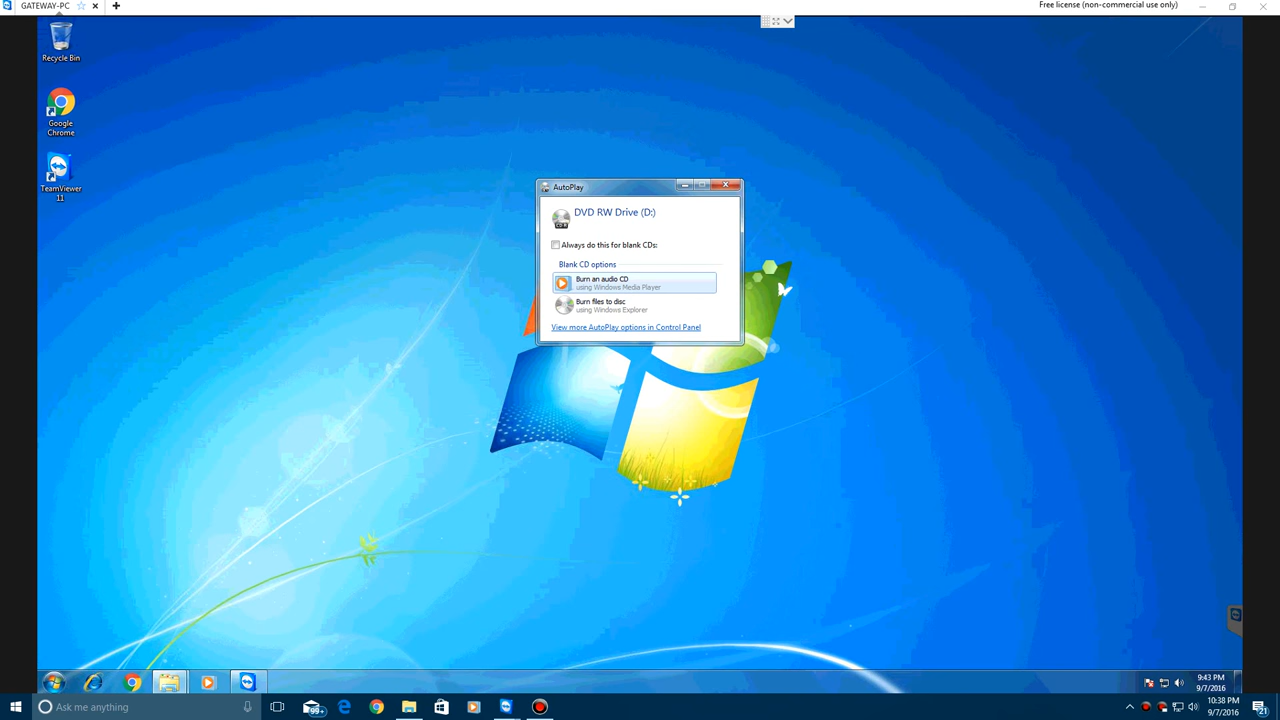 GATEWAY-PC
Free license (non-commercial use only)
Recycle Bin
Google
Chrome
TeamViewer
11
AutoPlay
DVD RW Drive (D:)
Always do this for blank CDs:
Blank CD options
Burn an audio CD
using Windows Media Player
Burn files to disc
using Windows Explorer
View more AutoPlay options in Control Panel
9:43 PM
9/7/2016
Ask me anything
99+
10:38 PM
9/7/2016
21